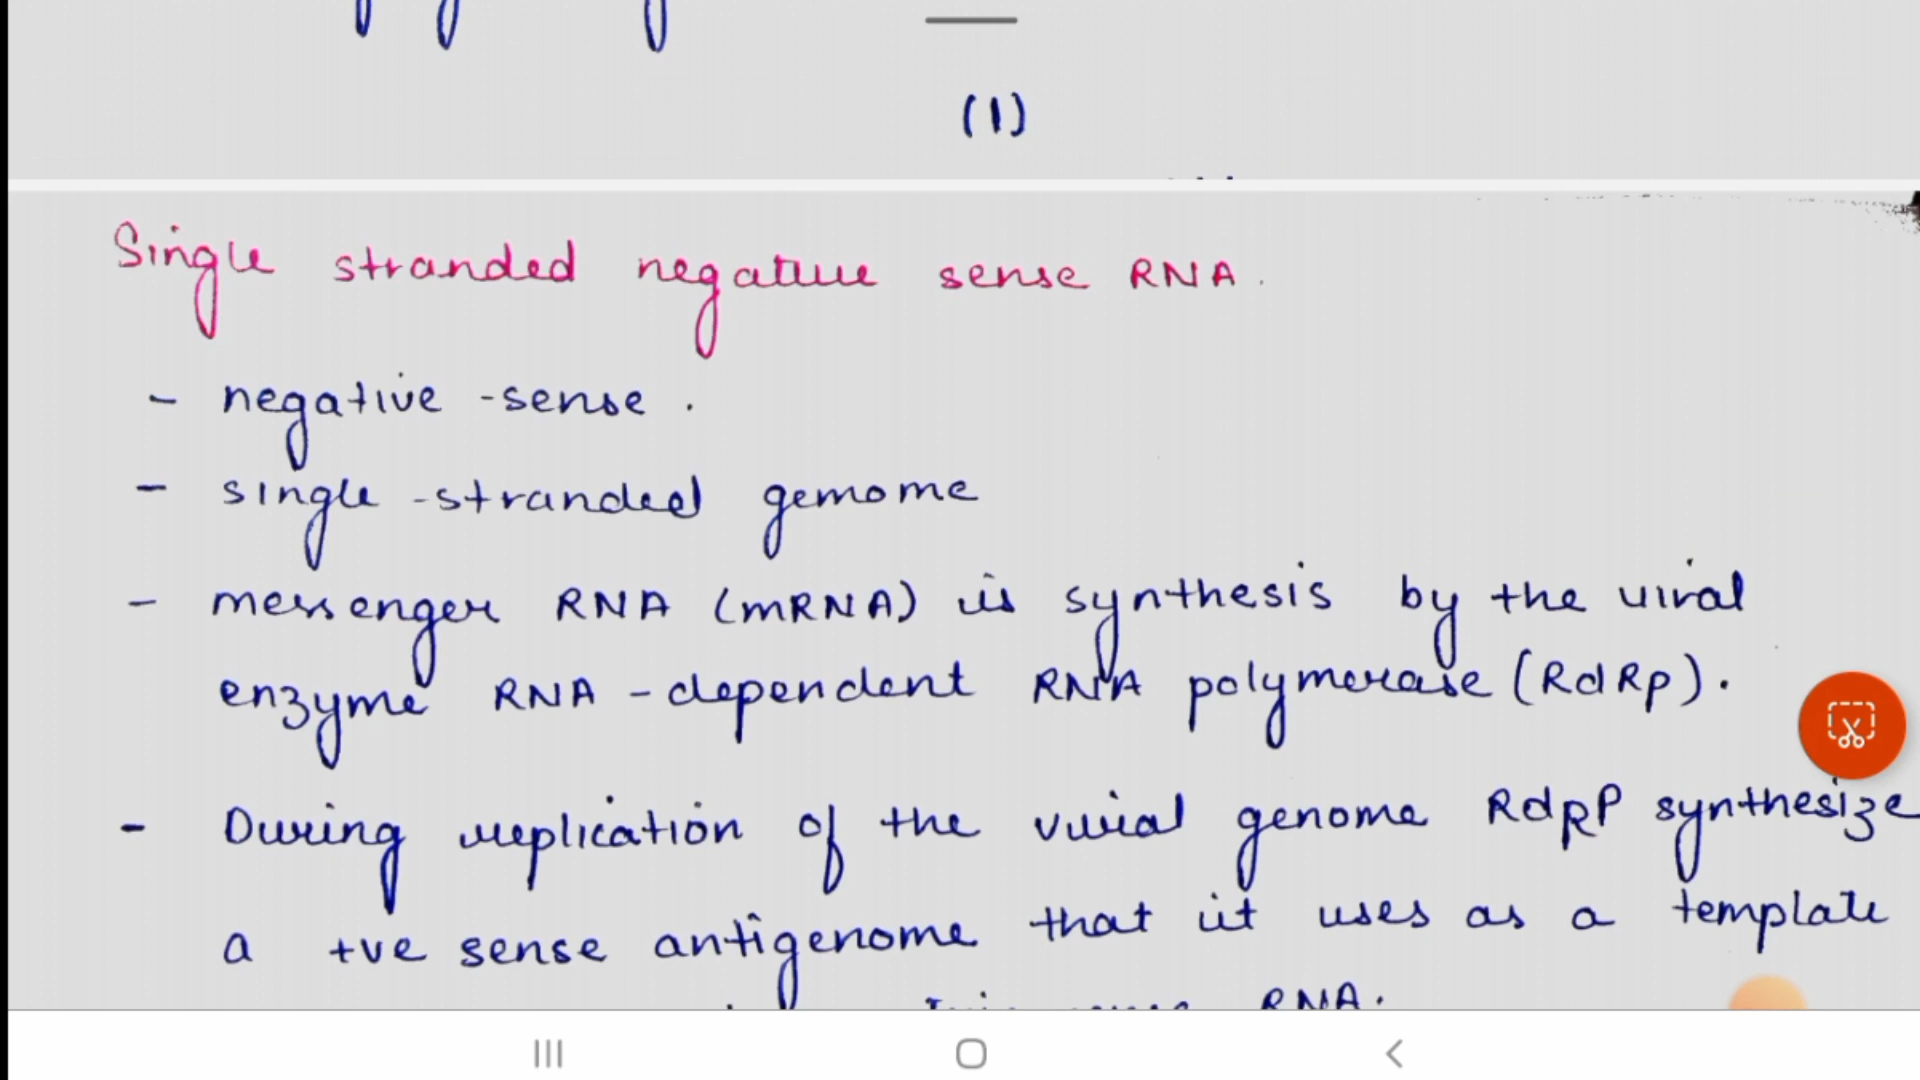 (1)
Single stranded negative sense RNA.
- negative -sense.
- single -stranded genome
- messenger RNA (mRNA) is synthesis by the viral
enzyme RNA -dependent RNA polymerase (RdRp).
- During replication of the viral genome RdRP synthesize
a +ve sense antigenome that it uses as a template
RNA.